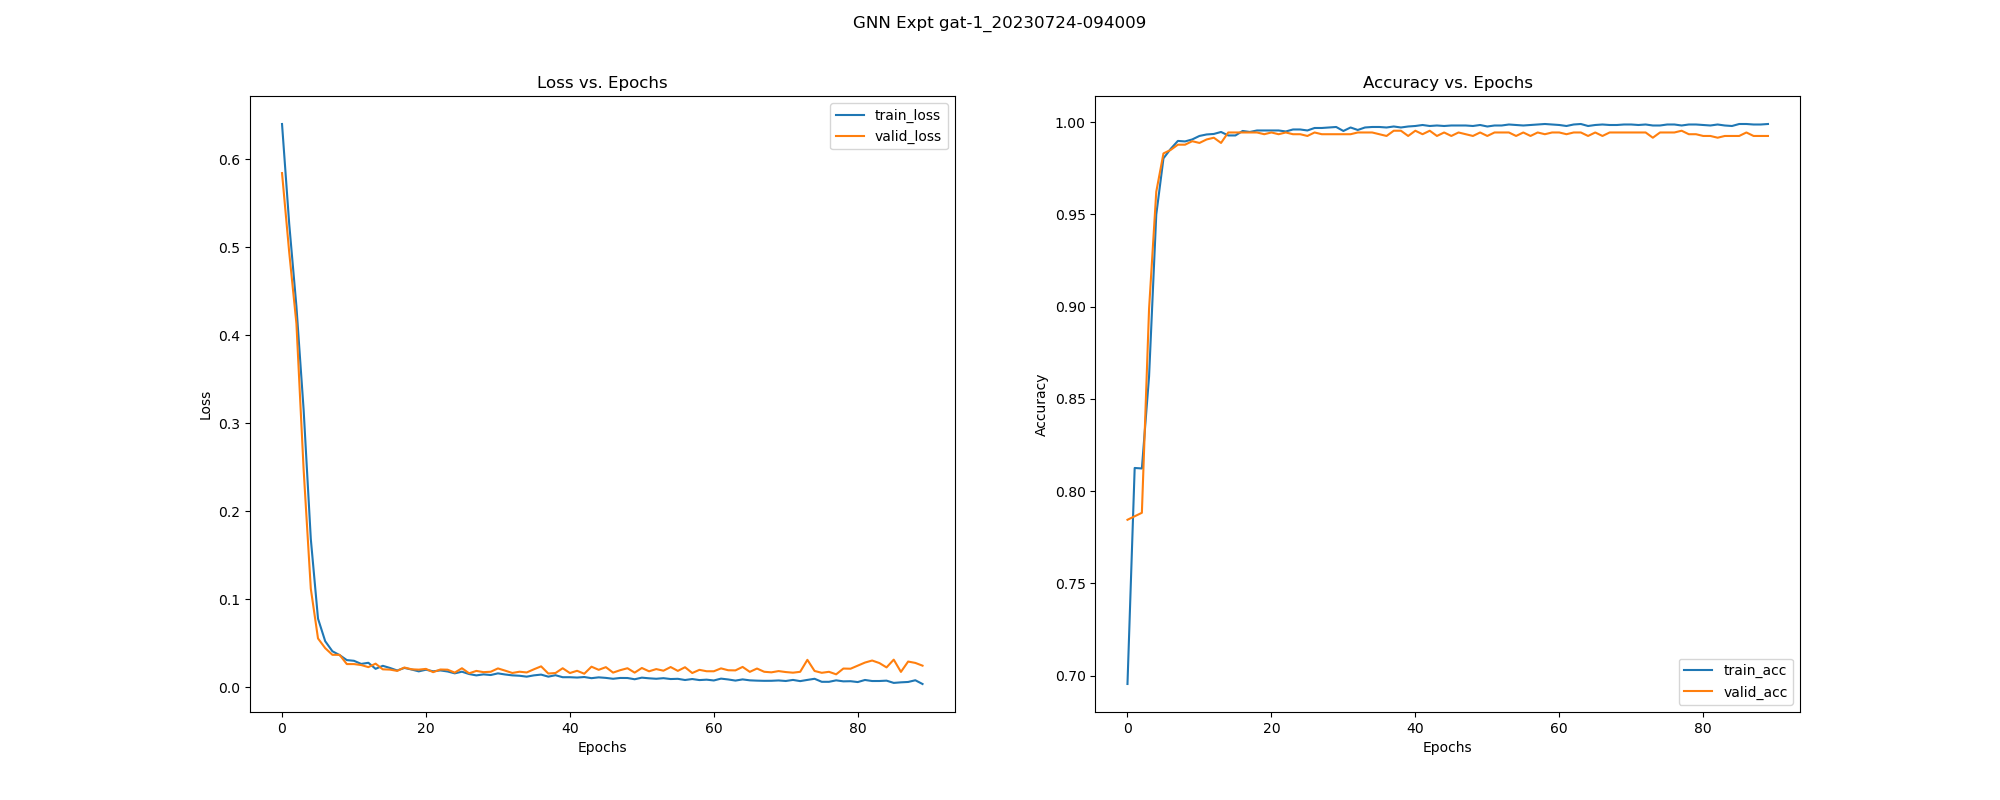 GNN Expt gat-1_20230724-094009
Loss vs. Epochs
train_loss
valid_loss
0.6
0.5
0.4
0.3
0.2
0.1
0.0
Loss
0 20 40 60 80
Epochs
Accuracy vs. Epochs
1.00
0.95
0.90
0.85
0.80
0.75
0.70
Accuracy
train_acc
valid_acc
0 20 40 60 80
Epochs